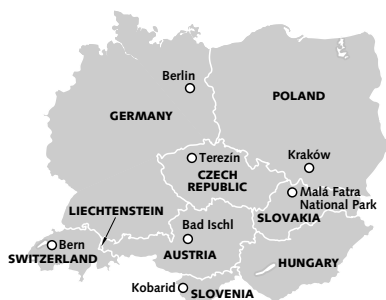 Berlin
GERMANY
POLAND
Terezín
CZECH
REPUBLIC
Kraków
Malá Fatra
National Park
LIECHTENSTEIN
SLOVAKIA
Bad Ischl
Bern
SWITZERLAND
AUSTRIA
HUNGARY
Kobarid
SLOVENIA